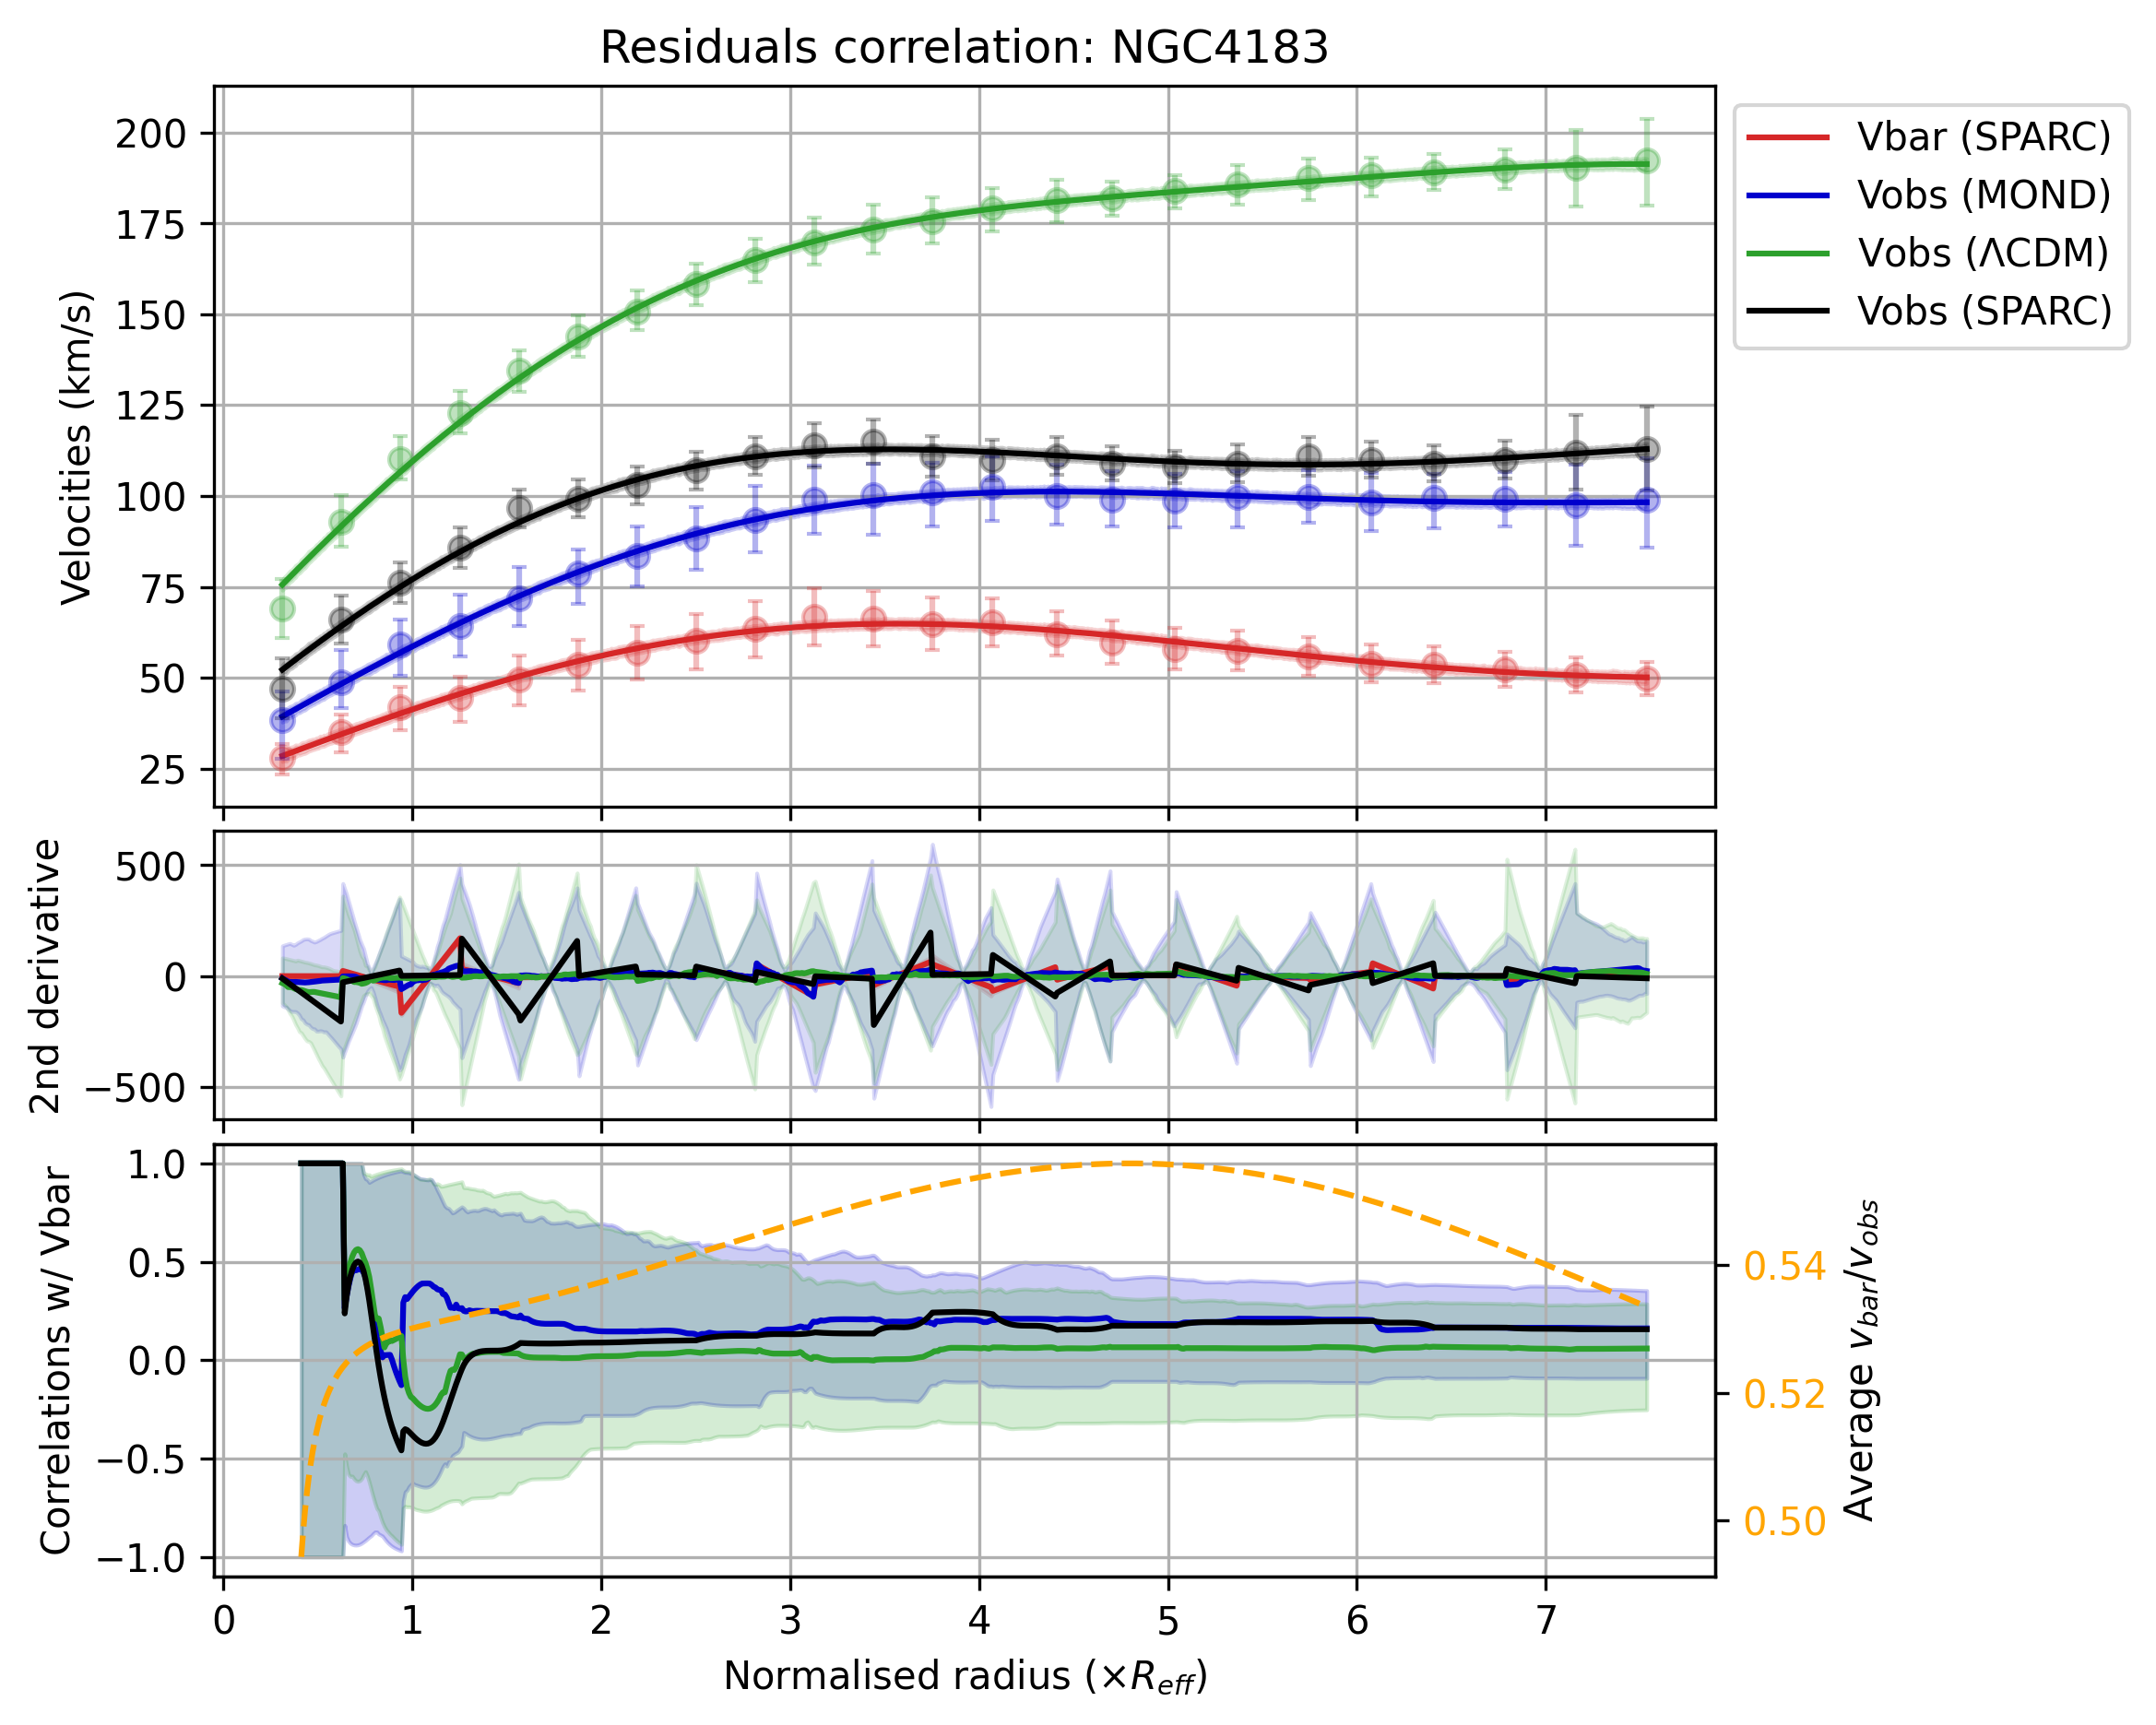 Residuals correlation: NGC4183
200
175
150
125
100
75
50
25
Velocities (km/s)
Vbar (SPARC)
Vobs (MOND)
Vobs (ΛCDM)
Vobs (SPARC)
500
0
−500
2nd derivative
1.0
0.5
0.0
−0.5
−1.0
Correlations w/ Vbar
0.54
0.52
0.50
Average v_bar/v_obs
0 1 2 3 4 5 6 7
Normalised radius (×R_eff)